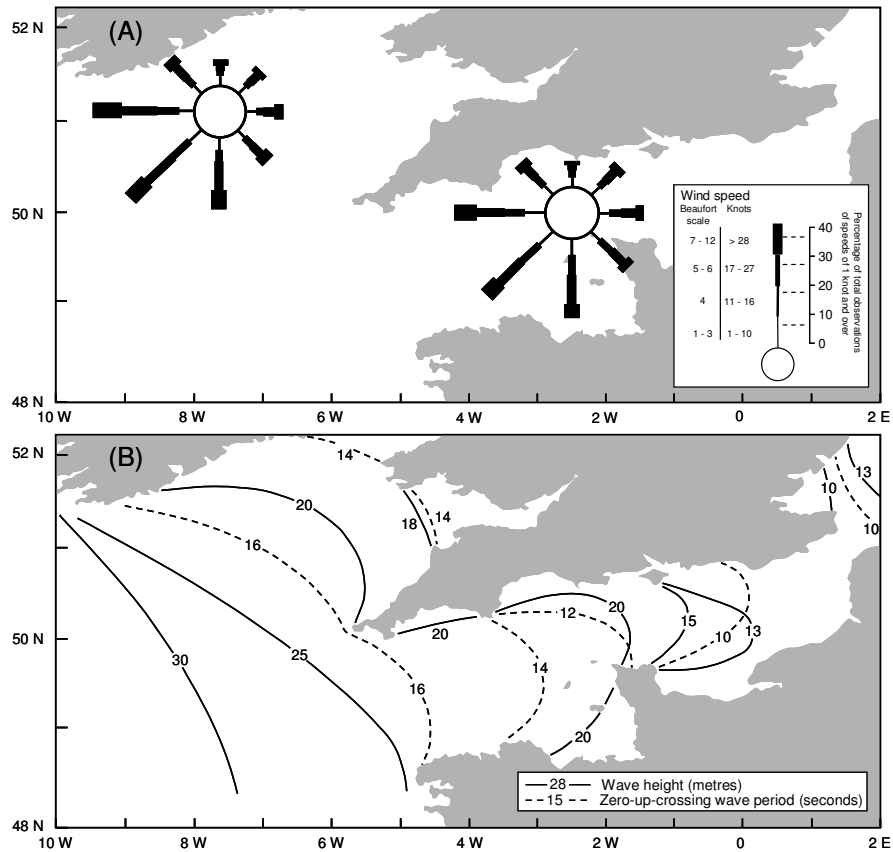 52 N
(A)
50 N
48 N
Wind speed
Beaufort scale
Knots
7 - 12
> 28
5 - 6
17 - 27
4
11 - 16
1 - 3
1 - 10
40
30
20
10
0
Percentage of total observations
of speeds of 1 knot and over
10 W
8 W
6 W
4 W
2 W
0
2 E
52 N
(B)
14
13
10
20
14
18
10
16
20
12
15
20
10
13
25
30
14
16
20
50 N
28 Wave height (metres)
15 Zero-up-crossing wave period (seconds)
48 N
10 W
8 W
6 W
4 W
2 W
0
2 E